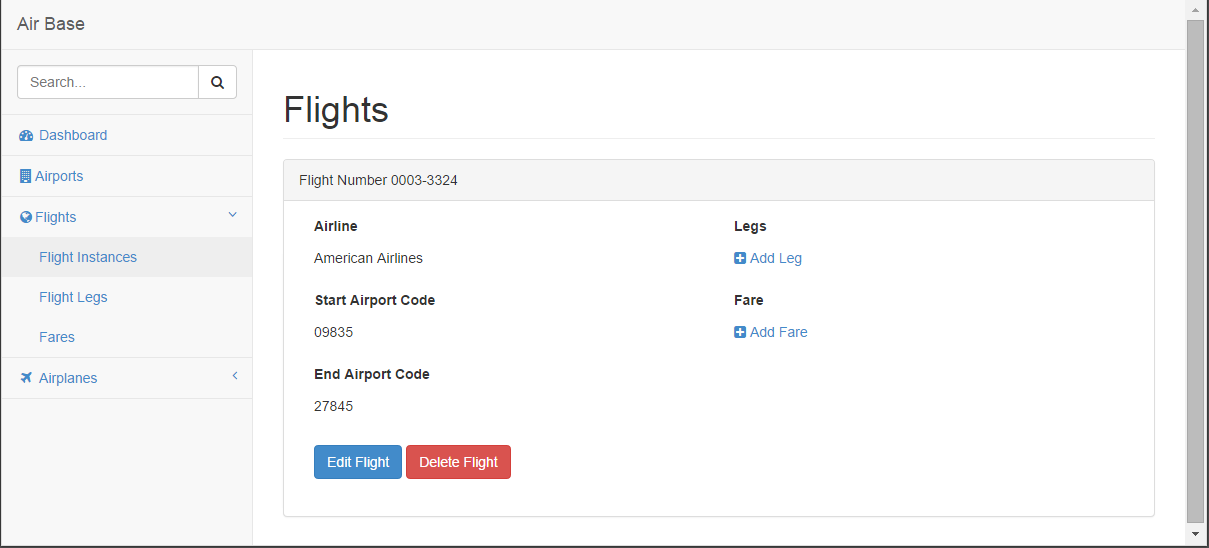 Air Base
Search...
Dashboard
Airports
Flights
Flight Instances
Flight Legs
Fares
Airplanes
Flights
Flight Number 0003-3324
Airline
American Airlines
Start Airport Code
09835
End Airport Code
27845
Legs
Add Leg
Fare
Add Fare
Edit Flight
Delete Flight